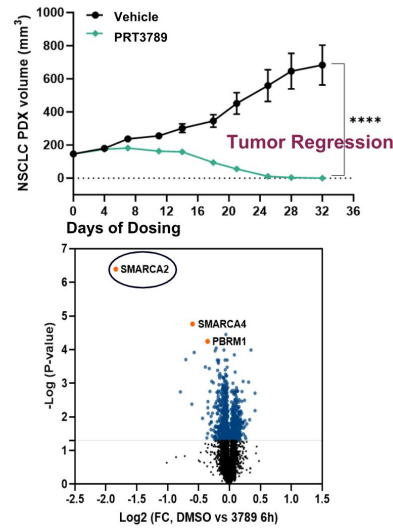 NSCLC PDX volume (mm³)
1000
800
600
400
200
0
Vehicle
PRT3789
****
Tumor Regression
0 4 8 12 16 20 24 28 32 36
Days of Dosing
-Log (P-value)
7
6
5
4
3
2
1
0
SMARCA2
SMARCA4
PBRM1
-2.5 -2.0 -1.5 -1.0 -0.5 0.0 0.5 1.0 1.5
Log2 (FC, DMSO vs 3789 6h)